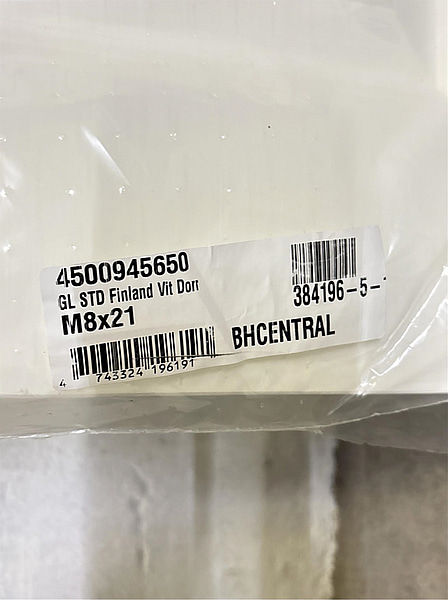 4500945650
GL STD Finland Vit Dorr
M8x21
4 743324 196191
384196-5-
BHCENTRAL